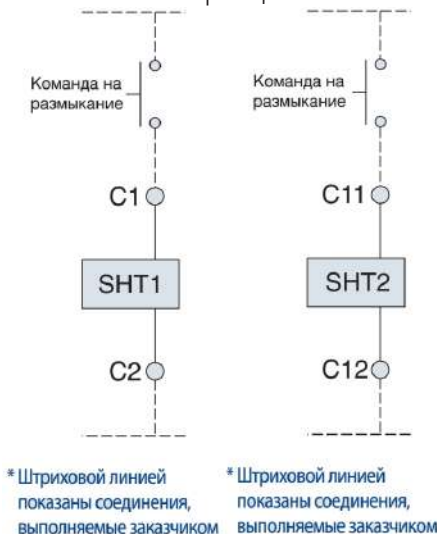 Команда на
размыкание
C1
SHT1
C2
* Штриховой линией
показаны соединения,
выполняемые заказчиком
Команда на
размыкание
C11
SHT2
C12
* Штриховой линией
показаны соединения,
выполняемые заказчиком